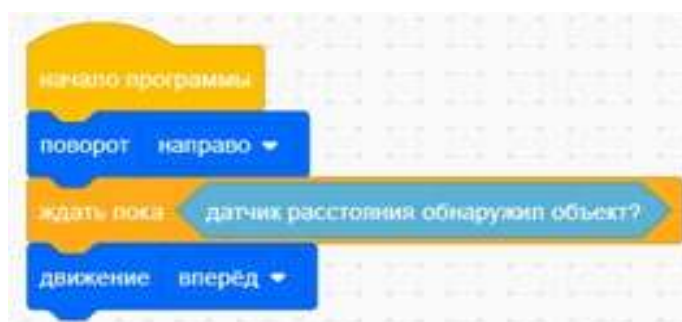 начало программы
поворот направо
ждать пока датчик расстояния обнаружил объект?
движение вперёд